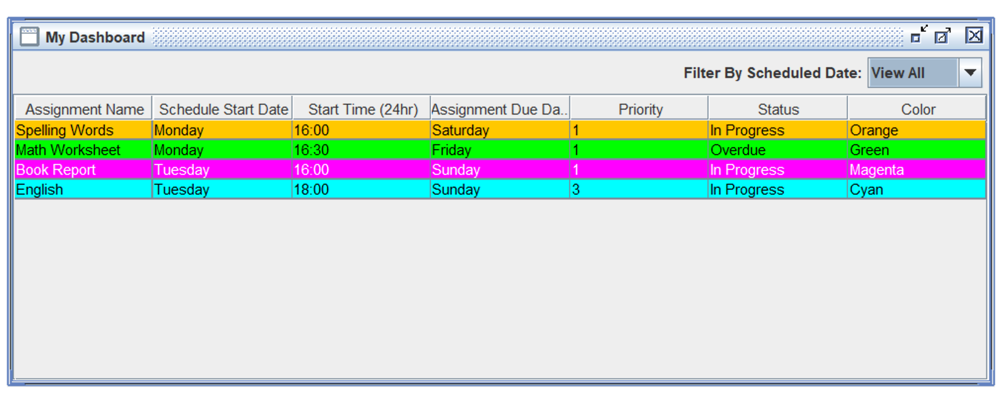 My Dashboard
Filter By Scheduled Date: View All
Assignment Name Schedule Start Date Start Time (24hr) Assignment Due Da.. Priority Status Color
Spelling Words Monday 16:00 Saturday 1 In Progress Orange
Math Worksheet Monday 16:30 Friday 1 Overdue Green
Book Report Tuesday 16:00 Sunday 1 In Progress Magenta
English Tuesday 18:00 Sunday 3 In Progress Cyan